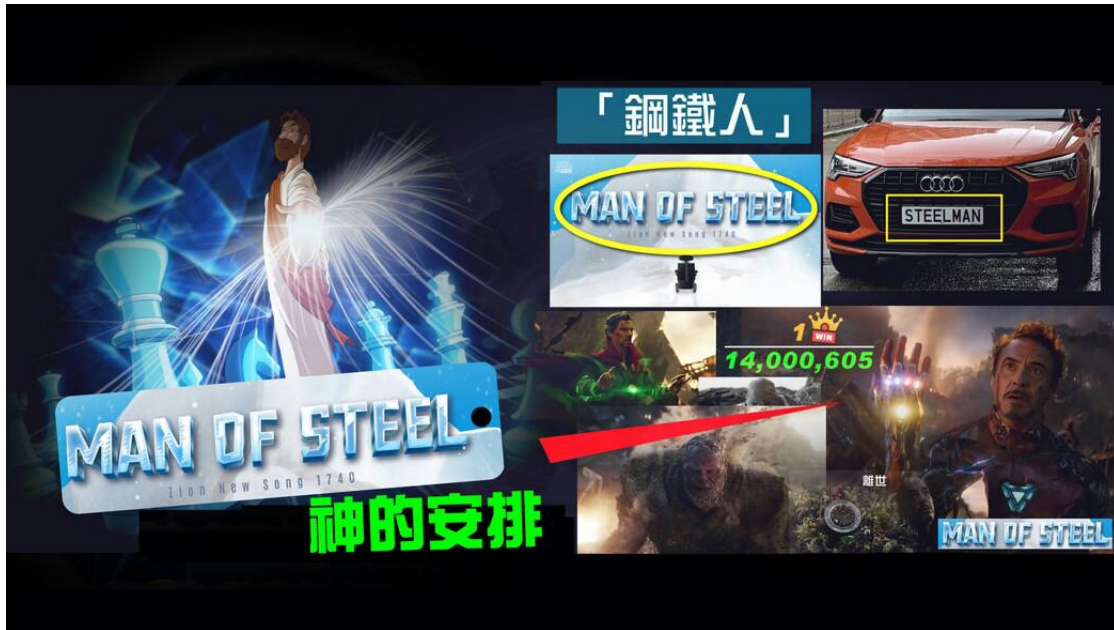 「鋼鐵人」
MAN OF STEEL
Zion New Song 1740
STEELMAN
1 WIN
14,000,605
MAN OF STEEL
Zion New Song 1740
神的安排
離世
MAN OF STEEL